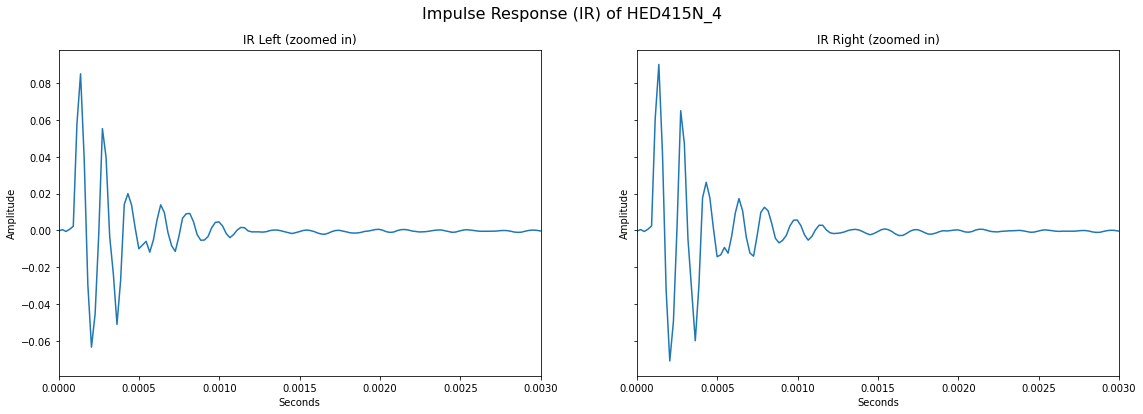 Impulse Response (IR) of HED415N_4
IR Left (zoomed in)
IR Right (zoomed in)
Amplitude
0.08
0.06
0.04
0.02
0.00
−0.02
−0.04
−0.06
0.0000 0.0005 0.0010 0.0015 0.0020 0.0025 0.0030
Seconds
Amplitude
0.0000 0.0005 0.0010 0.0015 0.0020 0.0025 0.0030
Seconds